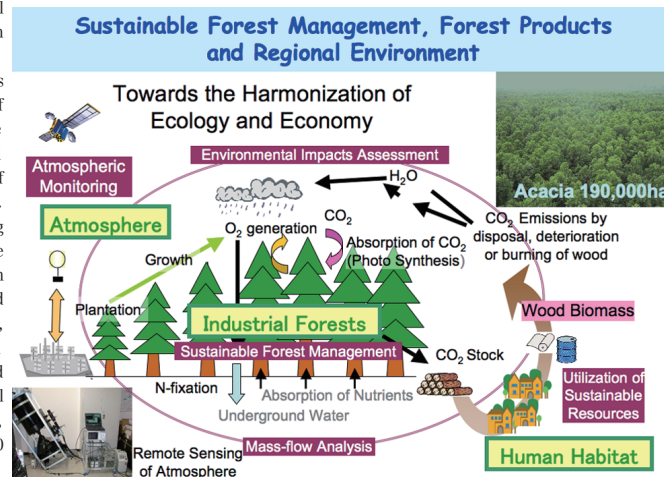 Sustainable Forest Management, Forest Products
and Regional Environment
Towards the Harmonization of
Ecology and Economy
Environmental Impacts Assessment
Atmospheric
Monitoring
Atmosphere
H2O
Acacia 190,000ha
CO2
O2 generation
CO2 Emissions by
disposal, deterioration
or burning of wood
Absorption of CO2
(Photo Synthesis)
Growth
Plantation
Industrial Forests
Wood Biomass
Sustainable Forest Management
CO2 Stock
N-fixation
Absorption of Nutrients
Underground Water
Utilization of
Sustainable
Resources
Mass-flow Analysis
Remote Sensing
of Atmosphere
Human Habitat